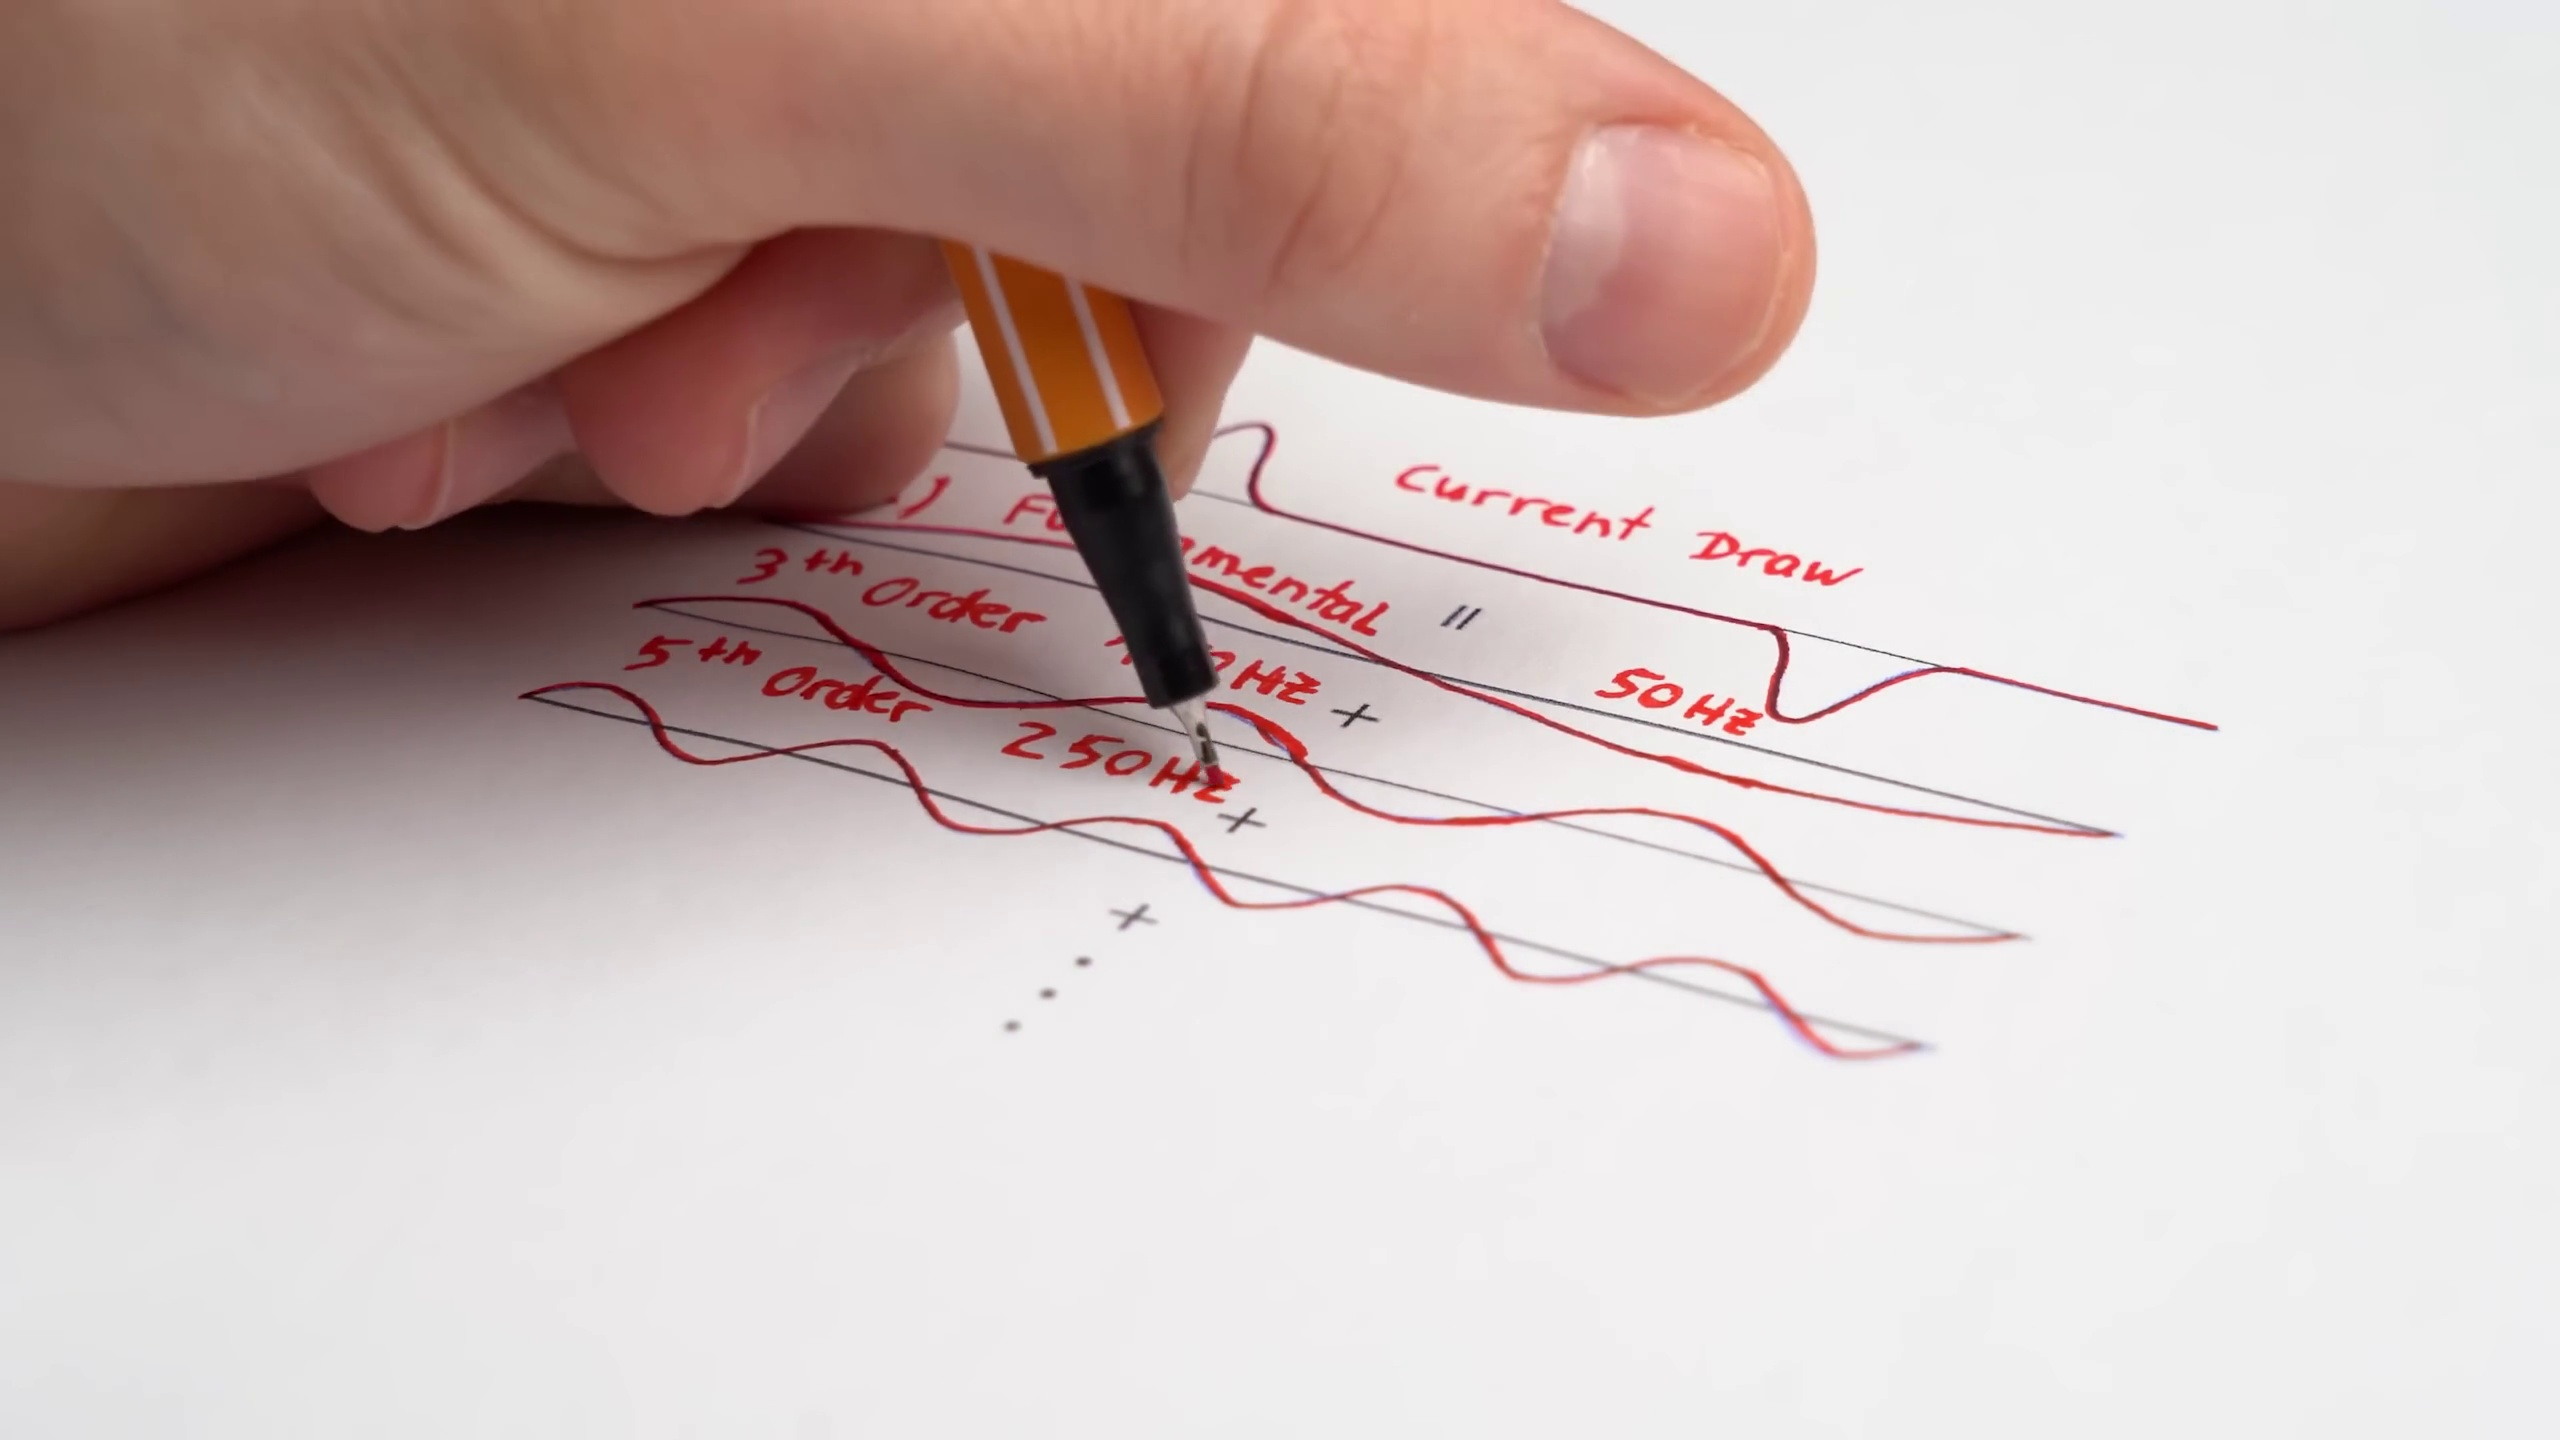 Current Draw
=
50Hz
+
3th Order
+
5th Order 250Hz
+